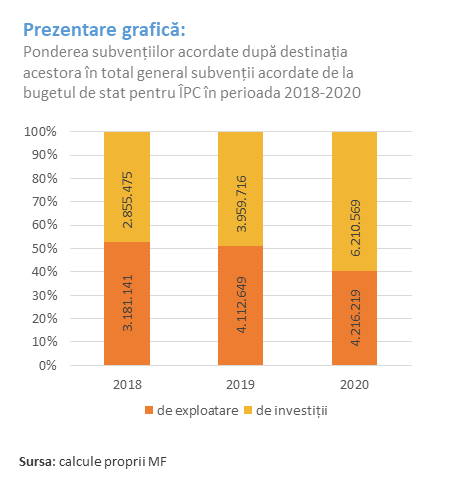 Prezentare grafică:
Ponderea subvențiilor acordate după destinația
acestora în total general subvenții acordate de la
bugetul de stat pentru ÎPC în perioada 2018-2020
100%
90%
80%
70%
60%
50%
40%
30%
20%
10%
0%
2.855.475
3.181.141
3.959.716
4.112.649
6.210.569
4.216.219
2018
2019
2020
de exploatare
de investiții
Sursa: calcule proprii MF